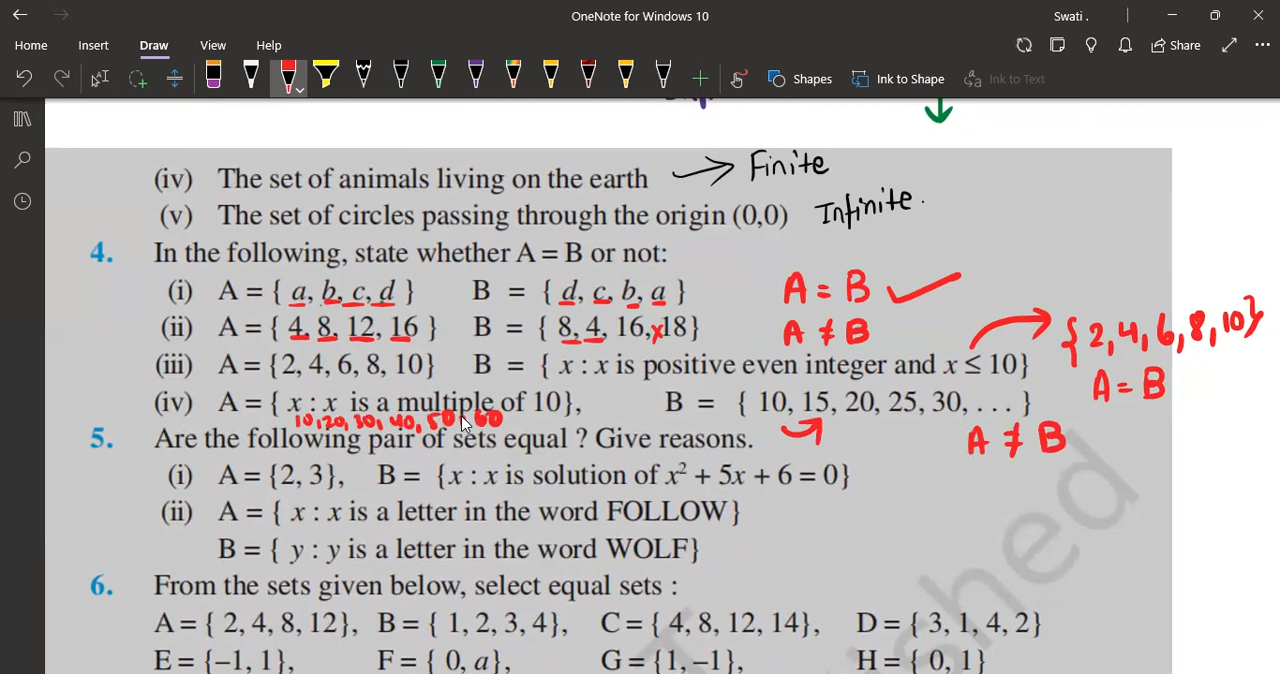 OneNote for Windows 10
Swati .
Home Insert Draw View Help
Share
Shapes Ink to Shape Ink to Text
(iv) The set of animals living on the earth → Finite
(v) The set of circles passing through the origin (0,0) Infinite.
4. In the following, state whether A = B or not:
(i) A = { a, b, c, d } B = { d, c, b, a } A = B ✓
(ii) A = { 4, 8, 12, 16 } B = { 8, 4, 16, 18} A ≠ B
{2, 4, 6, 8, 10}
(iii) A = {2, 4, 6, 8, 10} B = { x : x is positive even integer and x ≤ 10}
A = B
(iv) A = { x : x is a multiple of 10}, B = { 10, 15, 20, 25, 30, . . . }
10, 20, 30, 40, 50, 60
A ≠ B
5. Are the following pair of sets equal ? Give reasons.
(i) A = {2, 3}, B = {x : x is solution of x² + 5x + 6 = 0}
(ii) A = { x : x is a letter in the word FOLLOW}
B = { y : y is a letter in the word WOLF}
6. From the sets given below, select equal sets :
A = { 2, 4, 8, 12}, B = { 1, 2, 3, 4}, C = { 4, 8, 12, 14}, D = { 3, 1, 4, 2}
E = {−1, 1}, F = { 0, a}, G = {1, −1}, H = { 0, 1}